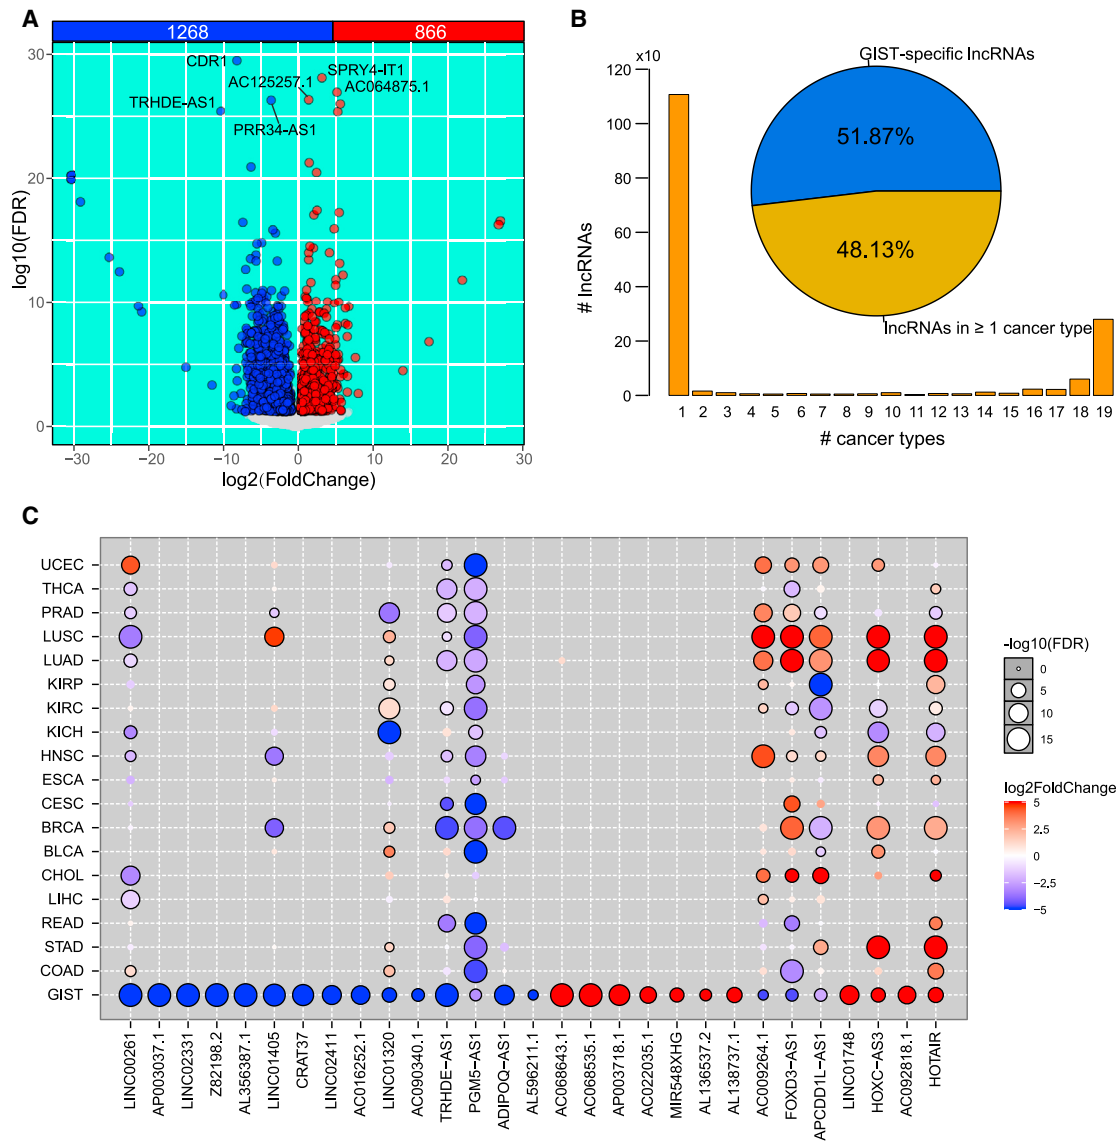 A
1268
866
CDR1
SPRY4-IT1
AC125257.1
AC064875.1
TRHDE-AS1
PRR34-AS1
30
20
10
0
log10(FDR)
−30
−20
−10
0
10
20
30
log2(FoldChange)
B
x10
120
100
80
60
40
20
0
# lncRNAs
GIST-specific lncRNAs
51.87%
48.13%
lncRNAs in ≥ 1 cancer type
1 2 3 4 5 6 7 8 9 10 11 12 13 14 15 16 17 18 19
# cancer types
C
UCEC
THCA
PRAD
LUSC
LUAD
KIRP
KIRC
KICH
HNSC
ESCA
CESC
BRCA
BLCA
CHOL
LIHC
READ
STAD
COAD
GIST
LINC00261
AP003037.1
LINC02331
Z82198.2
AL356387.1
LINC01405
CRAT37
LINC02411
AC016252.1
LINC01320
AC090340.1
TRHDE-AS1
PGM5-AS1
ADIPOQ-AS1
AL596211.1
AC068643.1
AC068535.1
AP003718.1
AC022035.1
MIR548XHG
AL136537.2
AL138737.1
AC009264.1
FOXD3-AS1
APCDD1L-AS1
LINC01748
HOXC-AS3
AC092818.1
HOTAIR
-log10(FDR)
0
5
10
15
log2FoldChange
5
2.5
0
−2.5
−5